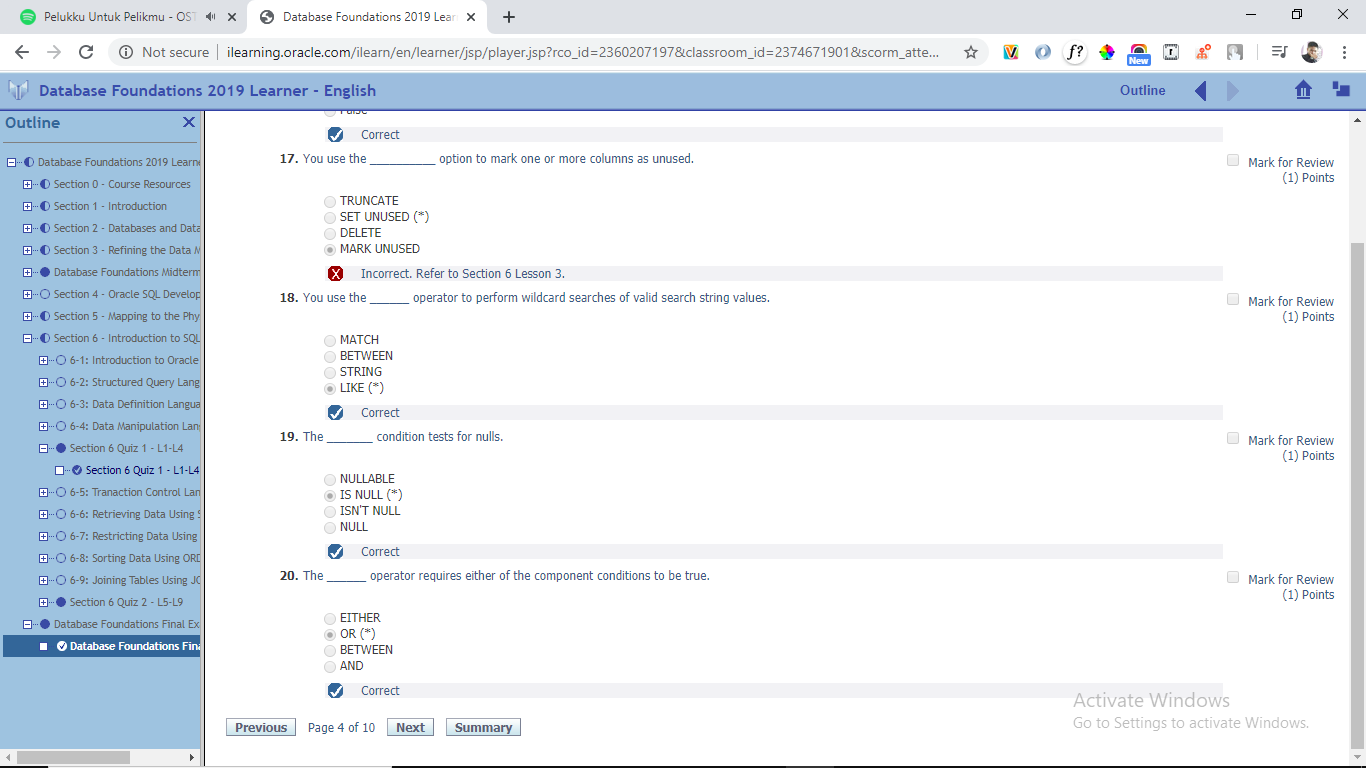 Pelukku Untuk Pelikmu - OST
Database Foundations 2019 Lear
Not secure
ilearning.oracle.com/ilearn/en/learner/jsp/player.jsp?rco_id=2360207197&classroom_id=2374671901&scorm_atte...
f?
New
Database Foundations 2019 Learner - English
Outline
Outline
Database Foundations 2019 Learne
Section 0 - Course Resources
Section 1 - Introduction
Section 2 - Databases and Data
Section 3 - Refining the Data M
Database Foundations Midterm
Section 4 - Oracle SQL Develop
Section 5 - Mapping to the Phy
Section 6 - Introduction to SQL
6-1: Introduction to Oracle
6-2: Structured Query Lang
6-3: Data Definition Langua
6-4: Data Manipulation Lan
Section 6 Quiz 1 - L1-L4
Section 6 Quiz 1 - L1-L4
6-5: Tranaction Control Lan
6-6: Retrieving Data Using S
6-7: Restricting Data Using
6-8: Sorting Data Using ORD
6-9: Joining Tables Using JO
Section 6 Quiz 2 - L5-L9
Database Foundations Final Ex
Database Foundations Fina
False
Correct
17. You use the __________ option to mark one or more columns as unused.
Mark for Review
(1) Points
TRUNCATE
SET UNUSED (*)
DELETE
MARK UNUSED
Incorrect. Refer to Section 6 Lesson 3.
18. You use the ______ operator to perform wildcard searches of valid search string values.
Mark for Review
(1) Points
MATCH
BETWEEN
STRING
LIKE (*)
Correct
19. The _______ condition tests for nulls.
Mark for Review
(1) Points
NULLABLE
IS NULL (*)
ISN'T NULL
NULL
Correct
20. The ______ operator requires either of the component conditions to be true.
Mark for Review
(1) Points
EITHER
OR (*)
BETWEEN
AND
Correct
Previous Page 4 of 10 Next Summary
Activate Windows
Go to Settings to activate Windows.